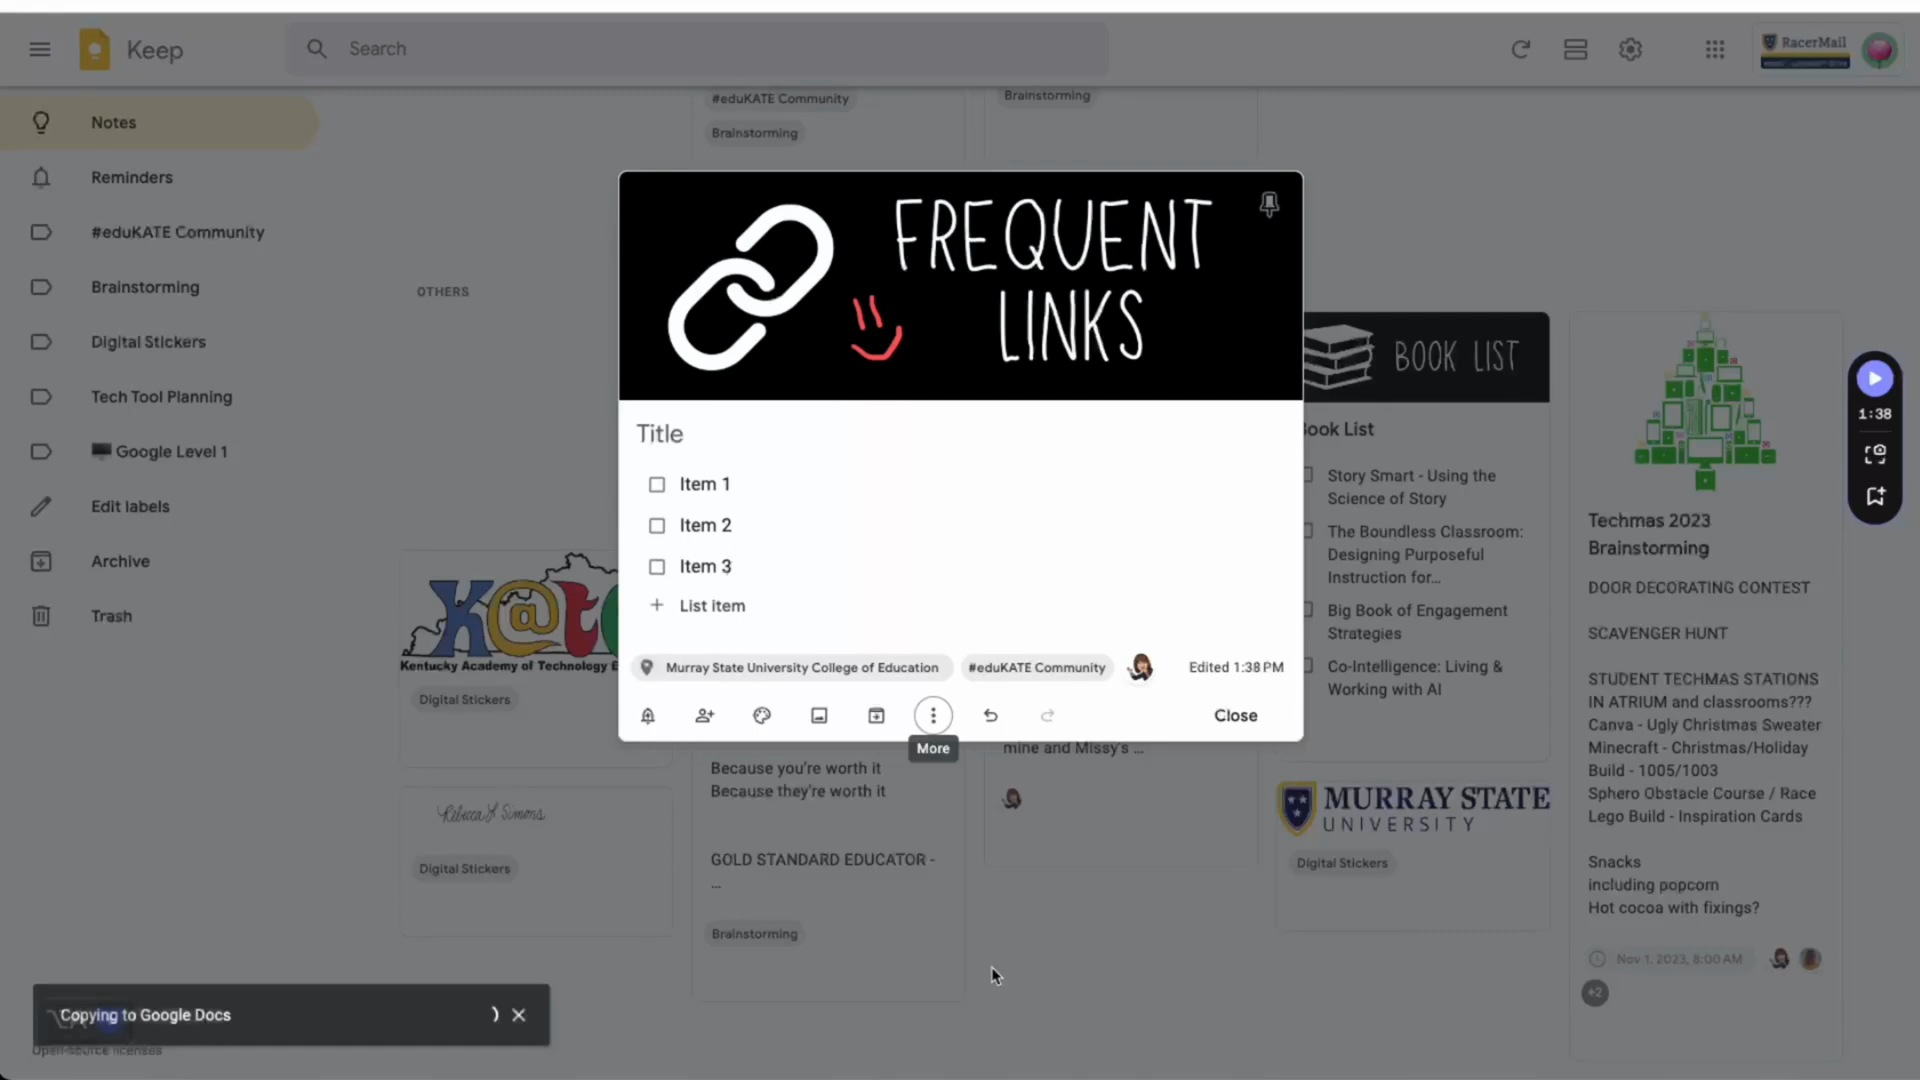 Keep
Search
RacerMail
Notes
Reminders
#eduKATE Community
Brainstorming
Digital Stickers
Tech Tool Planning
Google Level 1
Edit labels
Archive
Trash
Open-source licenses
Copying to Google Docs
#eduKATE Community
Brainstorming
Brainstorming
OTHERS
FREQUENT
LINKS
Title
Item 1
Item 2
Item 3
+ List item
Murray State University College of Education
#eduKATE Community
Edited 1:38 PM
Close
More
K@t
Kentucky Academy of Technology E
Digital Stickers
Rebecca L Simons
Digital Stickers
Because you're worth it
Because they're worth it
GOLD STANDARD EDUCATOR -
...
Brainstorming
mine and Missy's ...
BOOK LIST
ook List
Story Smart - Using the
Science of Story
The Boundless Classroom:
Designing Purposeful
Instruction for...
Big Book of Engagement
Strategies
Co-Intelligence: Living &
Working with AI
MURRAY STATE
UNIVERSITY
Digital Stickers
Techmas 2023
Brainstorming
DOOR DECORATING CONTEST
SCAVENGER HUNT
STUDENT TECHMAS STATIONS
IN ATRIUM and classrooms???
Canva - Ugly Christmas Sweater
Minecraft - Christmas/Holiday
Build - 1005/1003
Sphero Obstacle Course / Race
Lego Build - Inspiration Cards
Snacks
including popcorn
Hot cocoa with fixings?
Nov 1, 2023, 8:00 AM
+2
1:38